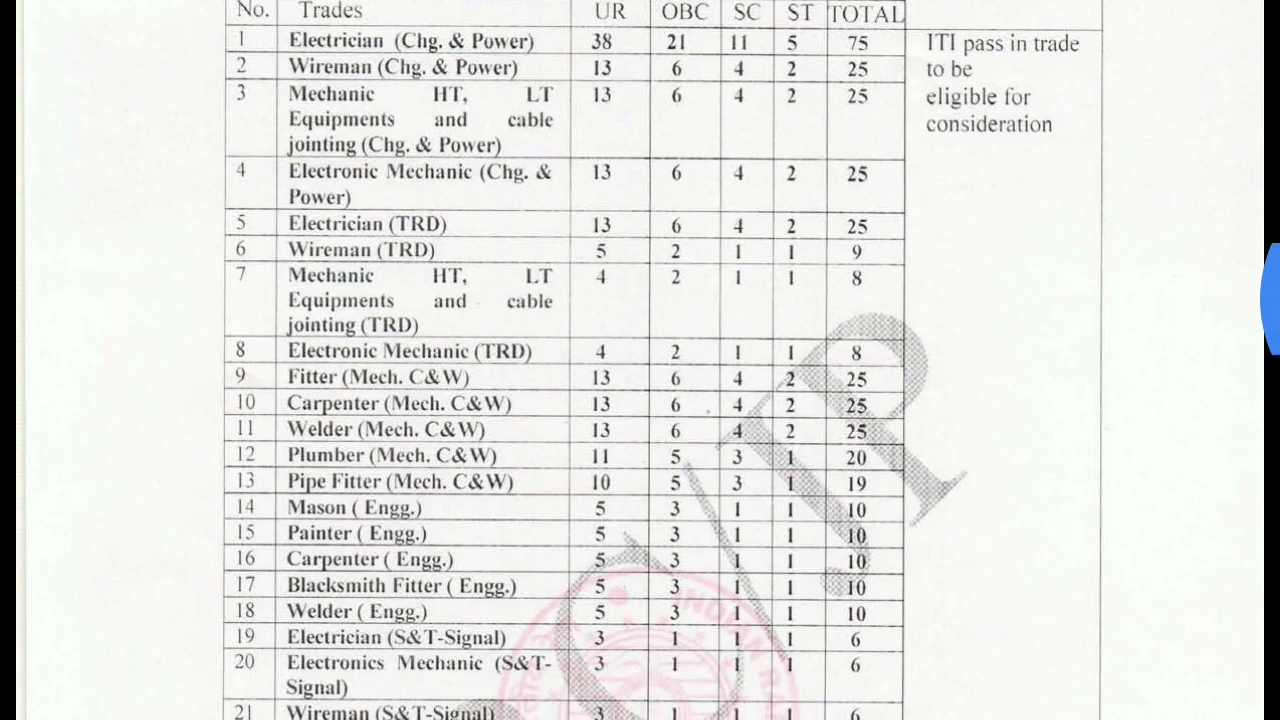 No. Trades UR OBC SC ST TOTAL
1 Electrician (Chg. & Power) 38 21 11 5 75 ITI pass in trade
2 Wireman (Chg. & Power) 13 6 4 2 25 to be
3 Mechanic HT, LT 13 6 4 2 25 eligible for
Equipments and cable consideration
jointing (Chg. & Power)
4 Electronic Mechanic (Chg. & 13 6 4 2 25
Power)
5 Electrician (TRD) 13 6 4 2 25
6 Wireman (TRD) 5 2 1 1 9
7 Mechanic HT, LT 4 2 1 1 8
Equipments and cable
jointing (TRD)
8 Electronic Mechanic (TRD) 4 2 1 1 8
9 Fitter (Mech. C&W) 13 6 4 2 25
10 Carpenter (Mech. C&W) 13 6 4 2 25
11 Welder (Mech. C&W) 13 6 4 2 25
12 Plumber (Mech. C&W) 11 5 3 1 20
13 Pipe Fitter (Mech. C&W) 10 5 3 1 19
14 Mason ( Engg.) 5 3 1 1 10
15 Painter ( Engg.) 5 3 1 1 10
16 Carpenter ( Engg.) 5 3 1 1 10
17 Blacksmith Fitter ( Engg.) 5 3 1 1 10
18 Welder ( Engg.) 5 3 1 1 10
19 Electrician (S&T-Signal) 3 1 1 1 6
20 Electronics Mechanic (S&T- 3 1 1 1 6
Signal)
21 Wireman (S&T-Signal) 3 1 1 1 6
INDIAN